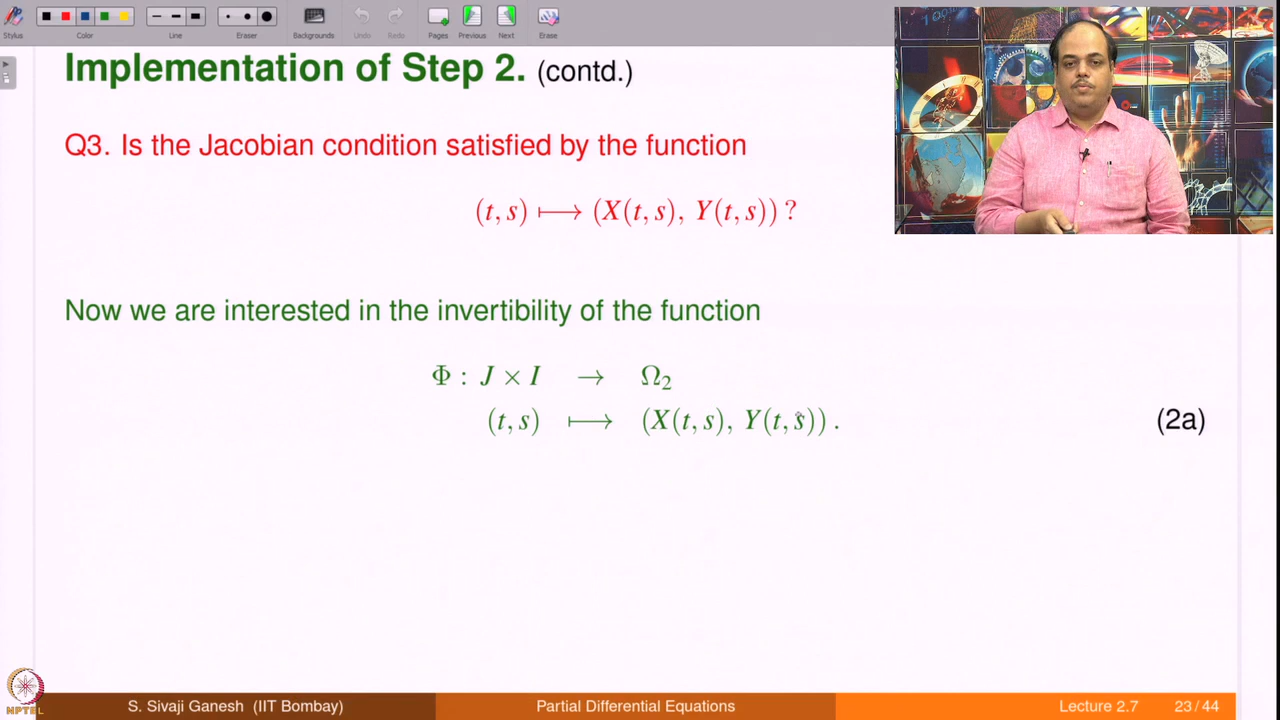 Stylus
Color
Line
Eraser
Backgrounds
Undo
Redo
Pages
Previous
Next
Erase
Implementation of Step 2. (contd.)
Q3. Is the Jacobian condition satisfied by the function
(t, s) ⟼ (X(t, s), Y(t, s)) ?
Now we are interested in the invertibility of the function
Φ : J × I → Ω₂
(t, s) ⟼ (X(t, s), Y(t, s)) .
(2a)
NPTEL
S. Sivaji Ganesh (IIT Bombay)
Partial Differential Equations
Lecture 2.7
23 / 44